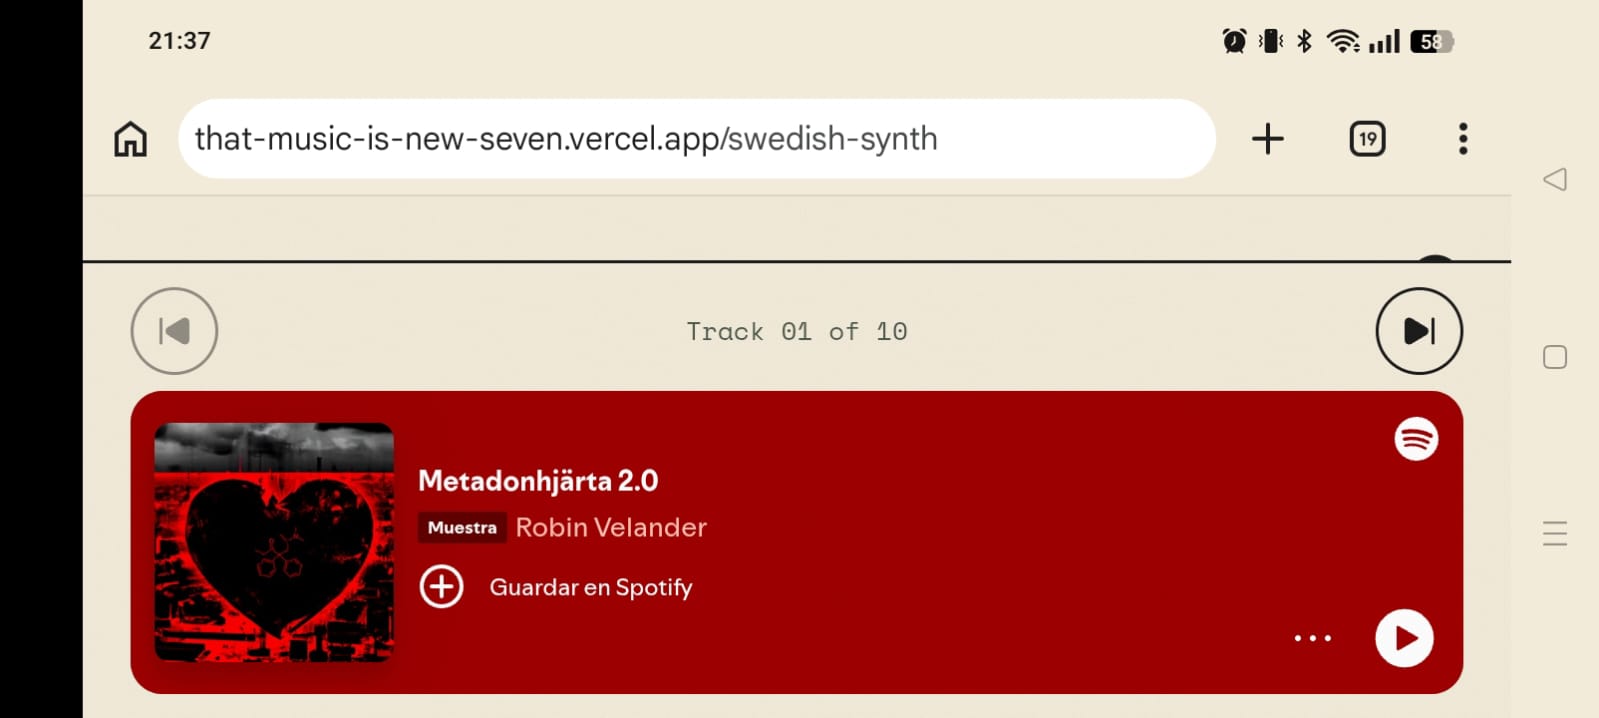 21:37
58
that-music-is-new-seven.vercel.app/swedish-synth
19
Track 01 of 10
Metadonhjärta 2.0
Muestra Robin Velander
Guardar en Spotify